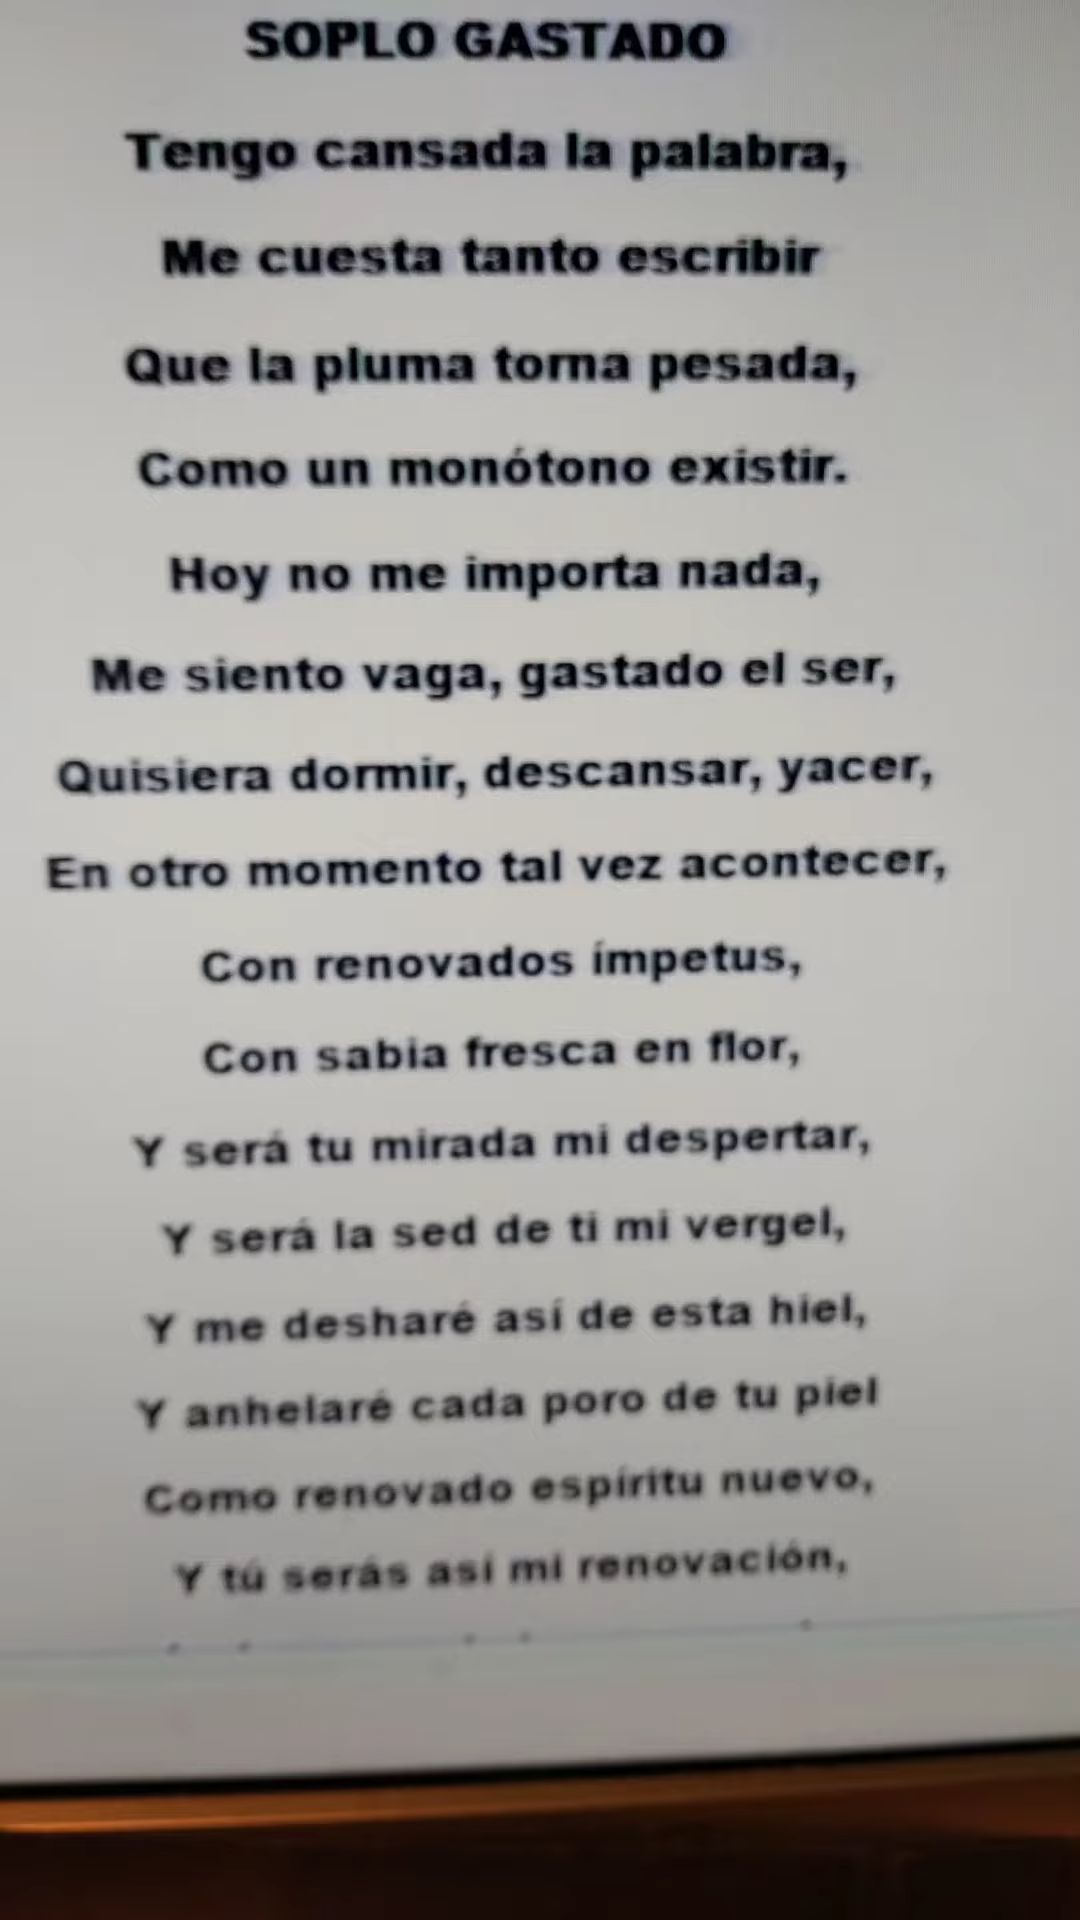 SOPLO GASTADO
Tengo cansada la palabra,
Me cuesta tanto escribir
Que la pluma torna pesada,
Como un monótono existir.
Hoy no me importa nada,
Me siento vaga, gastado el ser,
Quisiera dormir, descansar, yacer,
En otro momento tal vez acontecer,
Con renovados ímpetus,
Con sabia fresca en flor,
Y será tu mirada mi despertar,
Y será la sed de ti mi vergel,
Y me desharé así de esta hiel,
Y anhelaré cada poro de tu piel
Como renovado espíritu nuevo,
Y tú serás así mi renovación,